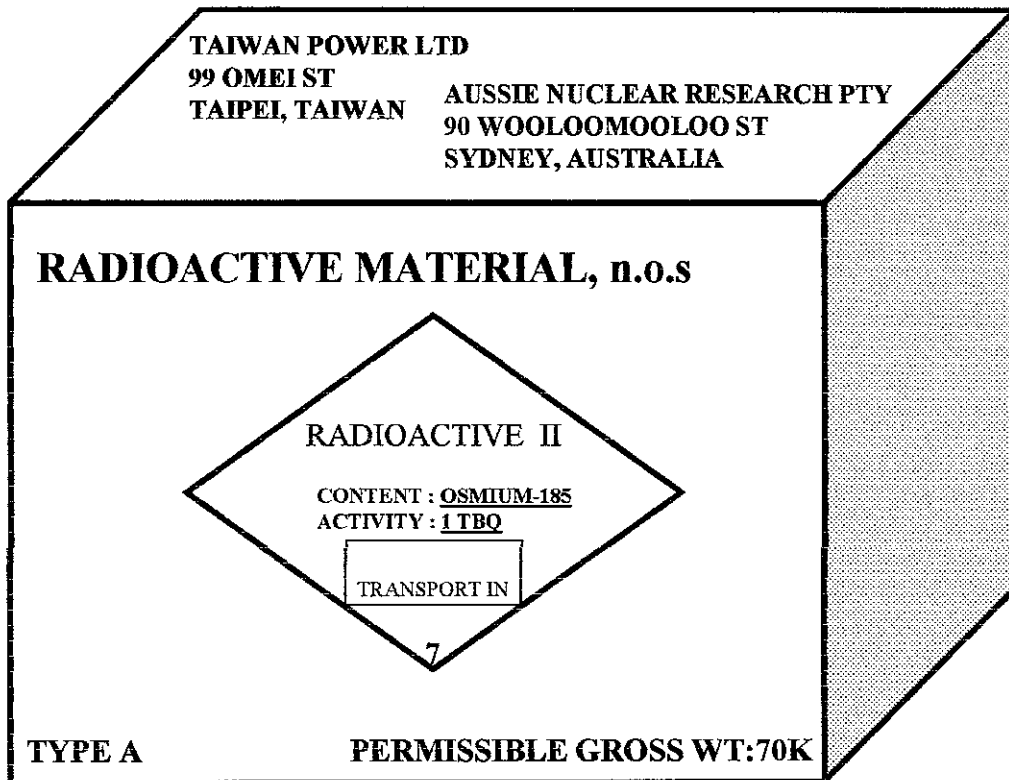 TAIWAN POWER LTD
99 OMEI ST
TAIPEI, TAIWAN
AUSSIE NUCLEAR RESEARCH PTY
90 WOOLOOMOOLOO ST
SYDNEY, AUSTRALIA
RADIOACTIVE MATERIAL, n.o.s
RADIOACTIVE II
CONTENT : OSMIUM-185
ACTIVITY : 1 TBQ
TRANSPORT IN
7
TYPE A PERMISSIBLE GROSS WT:70K